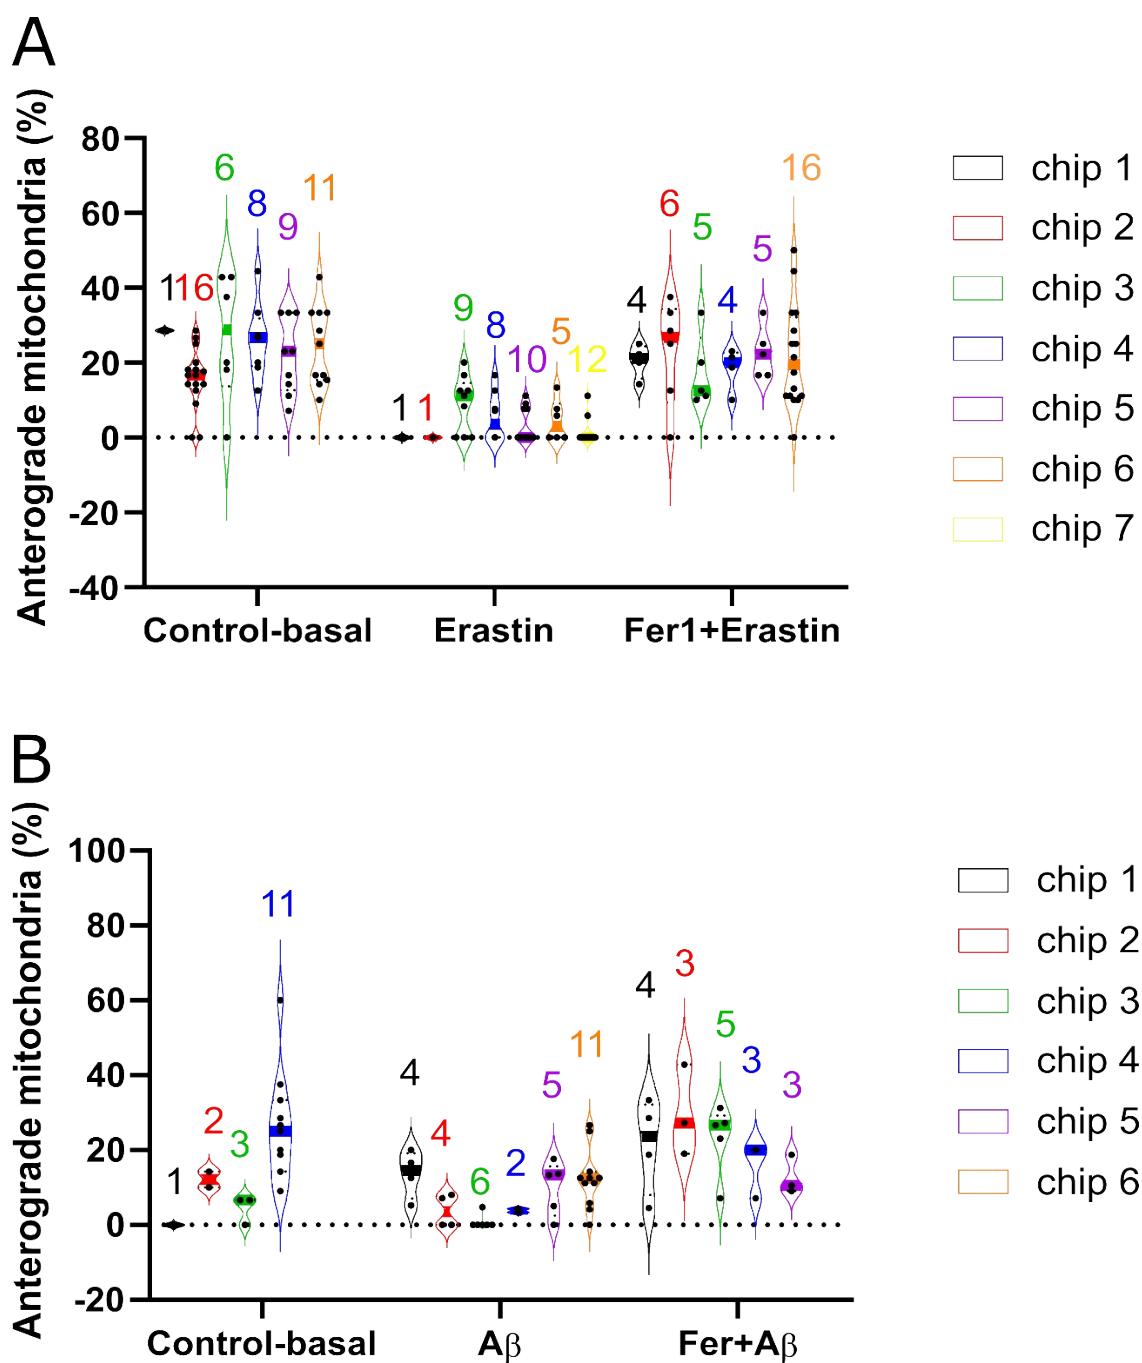 A
Anterograde mitochondria (%)
80
60
40
20
0
-20
-40
1
16
6
8
9
11
1
1
9
8
10
5
12
4
6
5
4
5
16
Control-basal
Erastin
Fer1+Erastin
chip 1
chip 2
chip 3
chip 4
chip 5
chip 6
chip 7
B
Anterograde mitochondria (%)
100
80
60
40
20
0
-20
1
2
3
11
4
4
6
2
5
11
4
3
5
3
3
Control-basal
Aβ
Fer+Aβ
chip 1
chip 2
chip 3
chip 4
chip 5
chip 6